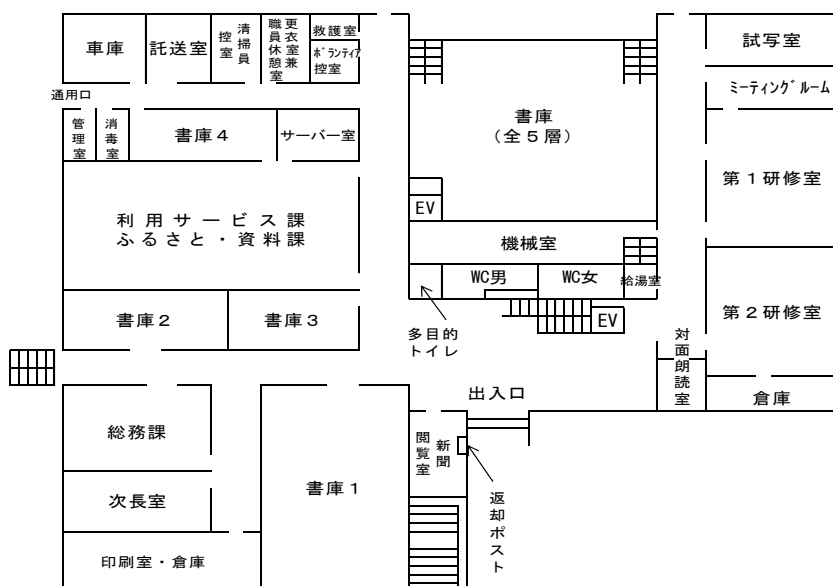 車庫
託送室
清掃員
控室
更衣室兼
職員休憩室
救護室
ボランティア
控室
試写室
ミーティングルーム
通用口
管理室
消毒室
書庫４
サーバー室
書庫
（全５層）
第１研修室
利用サービス課
ふるさと・資料課
EV
機械室
WC男
WC女
給湯室
書庫２
書庫３
多目的
トイレ
EV
第２研修室
対面朗読室
倉庫
出入口
総務課
新聞
閲覧室
次長室
書庫１
返却ポスト
印刷室・倉庫